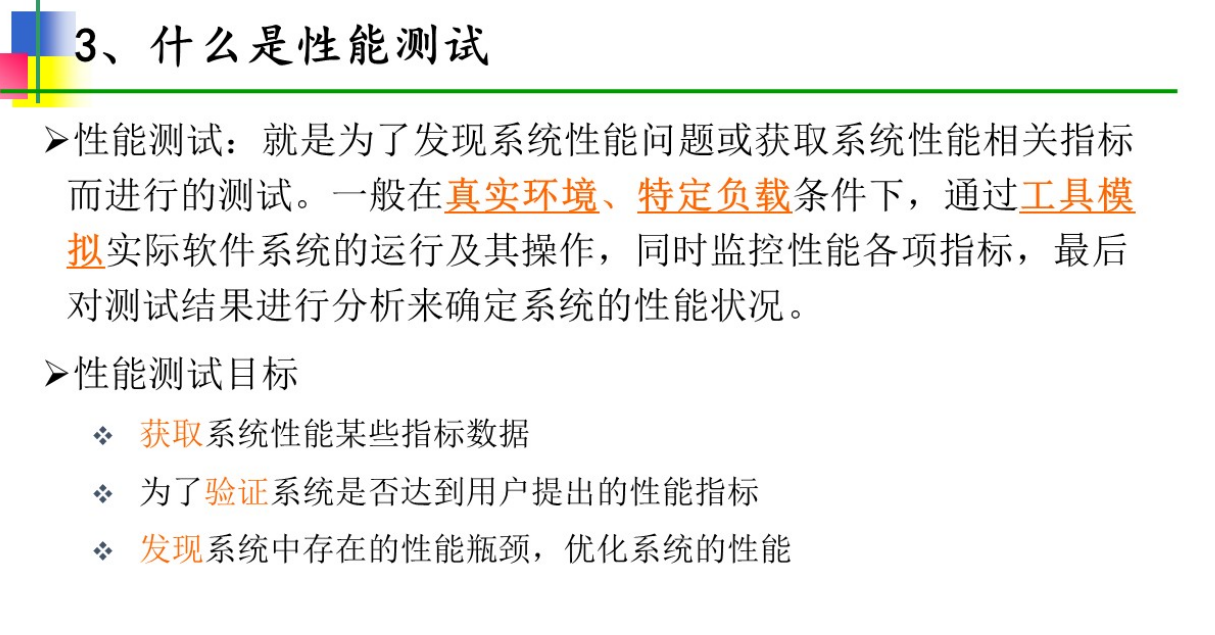 3、什么是性能测试
➢性能测试：就是为了发现系统性能问题或获取系统性能相关指标
而进行的测试。一般在真实环境、特定负载条件下，通过工具模
拟实际软件系统的运行及其操作，同时监控性能各项指标，最后
对测试结果进行分析来确定系统的性能状况。
➢性能测试目标
❖ 获取系统性能某些指标数据
❖ 为了验证系统是否达到用户提出的性能指标
❖ 发现系统中存在的性能瓶颈，优化系统的性能